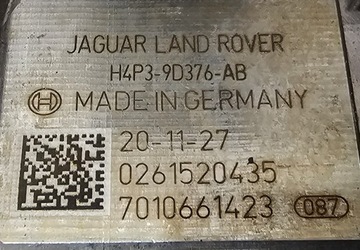 JAGUAR LAND ROVER
H4P3-9D376-AB
MADE IN GERMANY
20-11-27
0261520435
7010661423 087